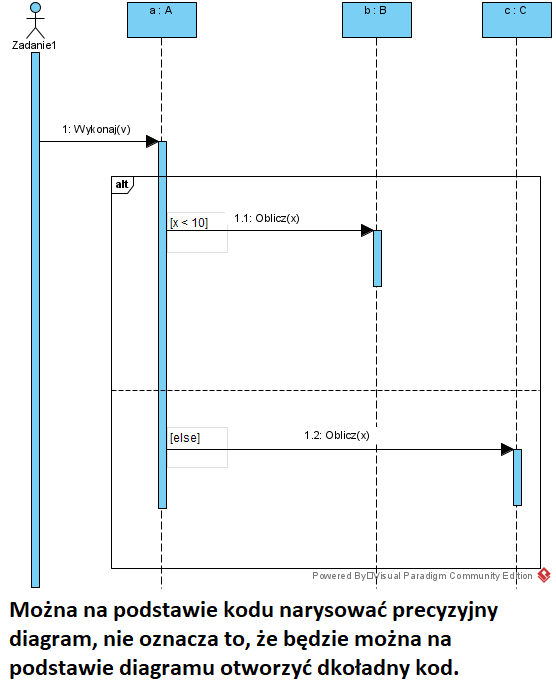 a : A
b : B
c : C
Zadanie1
1: Wykonaj(v)
alt
[x < 10]
1.1: Oblicz(x)
[else]
1.2: Oblicz(x)
Powered By□Visual Paradigm Community Edition
Można na podstawie kodu narysować precyzyjny
diagram, nie oznacza to, że będzie można na
podstawie diagramu otworzyć dkoładny kod.